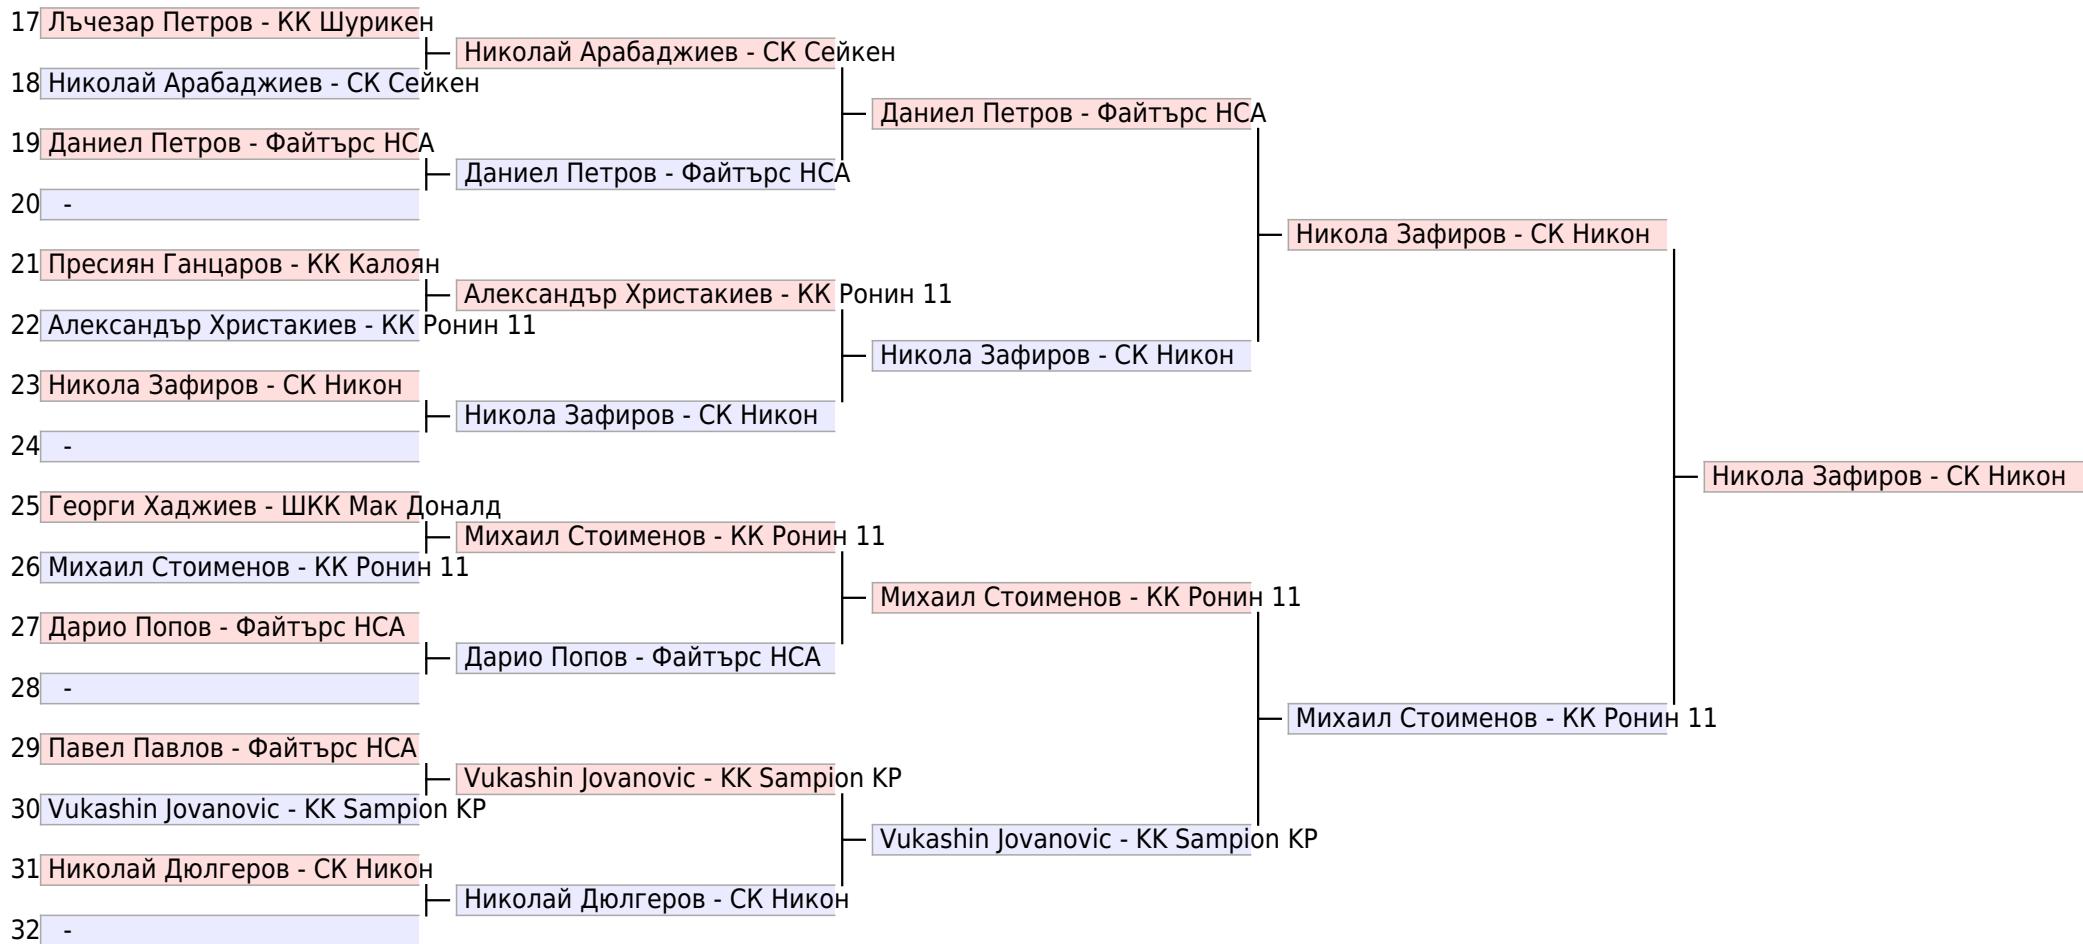 17 Лъчезар Петров - КК Шурикен
Николай Арабаджиев - СК Сейкен
18 Николай Арабаджиев - СК Сейкен
Даниел Петров - Файтърс НСА
19 Даниел Петров - Файтърс НСА
Даниел Петров - Файтърс НСА
20 -
Никола Зафиров - СК Никон
21 Пресиян Ганцаров - КК Калоян
Александър Христакиев - КК Ронин 11
22 Александър Христакиев - КК Ронин 11
Никола Зафиров - СК Никон
23 Никола Зафиров - СК Никон
Никола Зафиров - СК Никон
24 -
Никола Зафиров - СК Никон
25 Георги Хаджиев - ШКК Мак Доналд
Михаил Стоименов - КК Ронин 11
26 Михаил Стоименов - КК Ронин 11
Михаил Стоименов - КК Ронин 11
27 Дарио Попов - Файтърс НСА
Дарио Попов - Файтърс НСА
28 -
Михаил Стоименов - КК Ронин 11
29 Павел Павлов - Файтърс НСА
Vukashin Jovanovic - KK Sampion KP
30 Vukashin Jovanovic - KK Sampion KP
Vukashin Jovanovic - KK Sampion KP
31 Николай Дюлгеров - СК Никон
Николай Дюлгеров - СК Никон
32 -